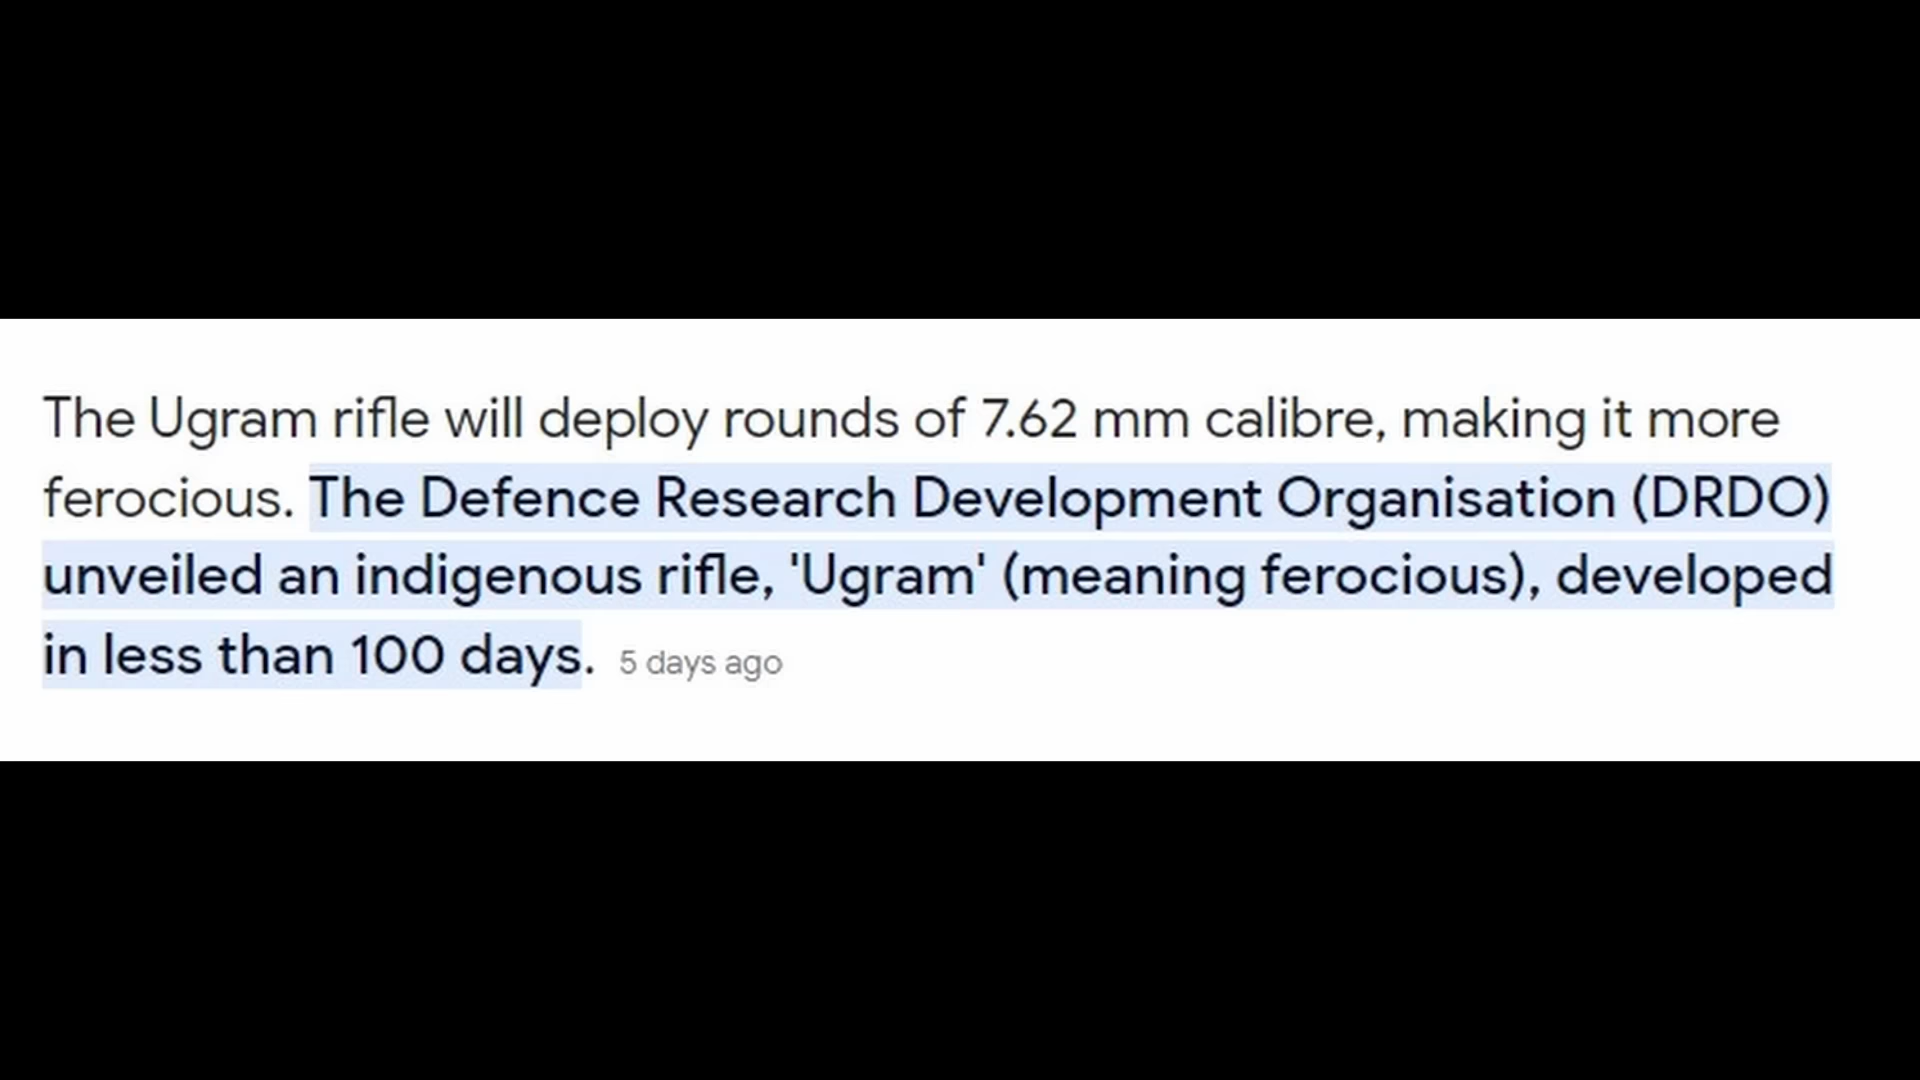 The Ugram rifle will deploy rounds of 7.62 mm calibre, making it more
ferocious. The Defence Research Development Organisation (DRDO)
unveiled an indigenous rifle, 'Ugram' (meaning ferocious), developed
in less than 100 days. 5 days ago